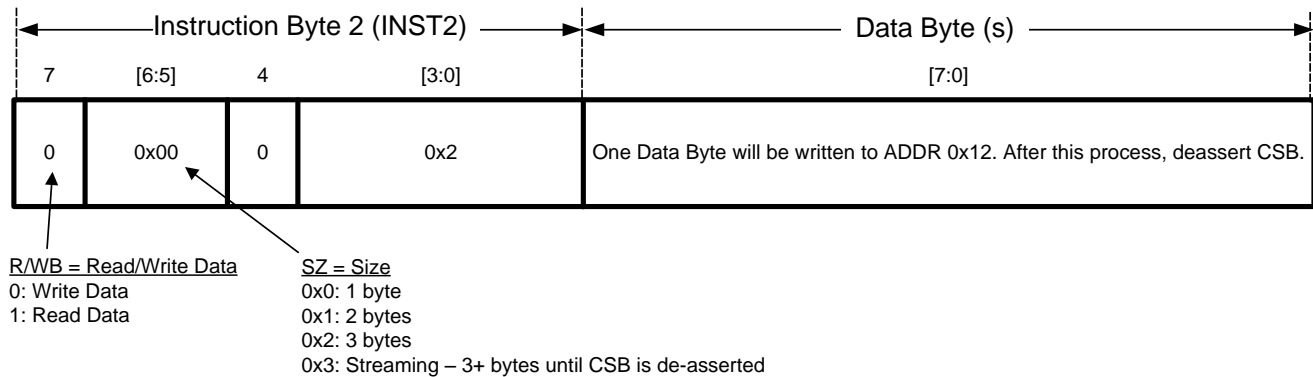 Instruction Byte 2 (INST2)
Data Byte (s)
7
[6:5]
4
[3:0]
[7:0]
0
0x00
0
0x2
One Data Byte will be written to ADDR 0x12. After this process, deassert CSB.
R/WB = Read/Write Data
0: Write Data
1: Read Data
SZ = Size
0x0: 1 byte
0x1: 2 bytes
0x2: 3 bytes
0x3: Streaming – 3+ bytes until CSB is de-asserted